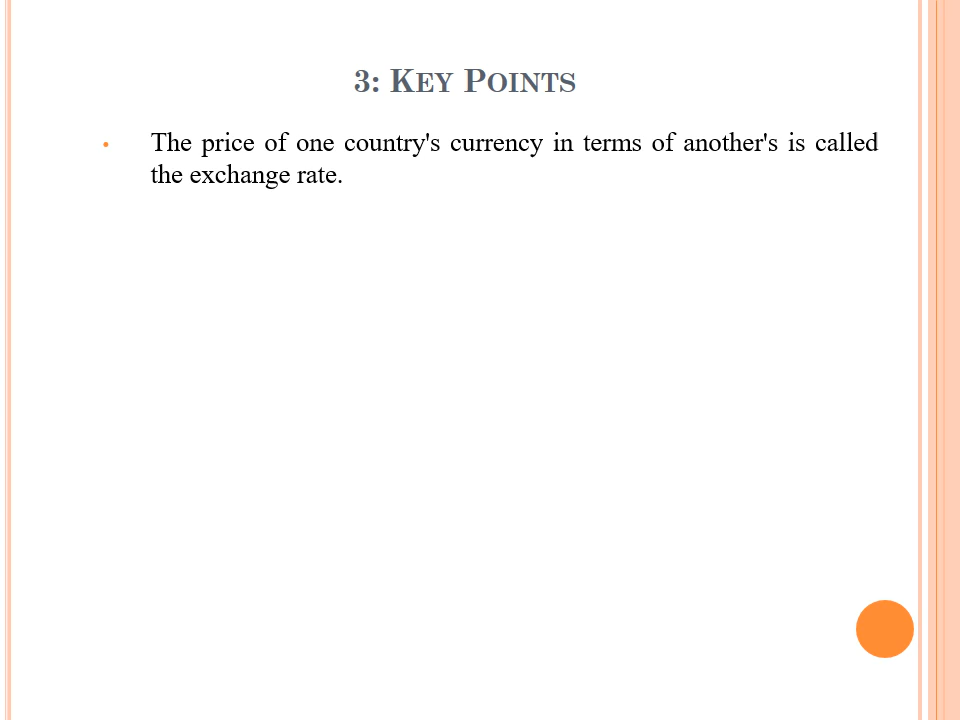 3: KEY POINTS
• The price of one country's currency in terms of another's is called
the exchange rate.